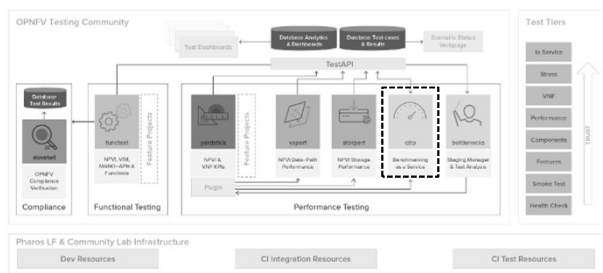 OPNFV Testing Community
Test Dashboards
Database Analytics
& Dashboards
Database Test cases
& Results
Scenario Status
Webpage
TestAPI
Database
Test Results
dovetail
OPNFV
Compliance
Verification
Compliance
functest
NFVI, VIM,
MANO-APIs &
Functions
Feature Projects
Functional Testing
yardstick
NFVI &
VNF KPIs
Feature Projects
Plugin
vsperf
NFVI Data-Path
Performance
storperf
NFVI Storage
Performance
qtip
Benchmarking
as a Service
bottlenecks
Staging Manager
& Test Analysis
Performance Testing
Test Tiers
In Service
Stress
VNF
Performance
Components
Features
Smoke Test
Health Check
TRUST
Pharos LF & Community Lab Infrastructure
Dev Resources
CI Integration Resources
CI Test Resources